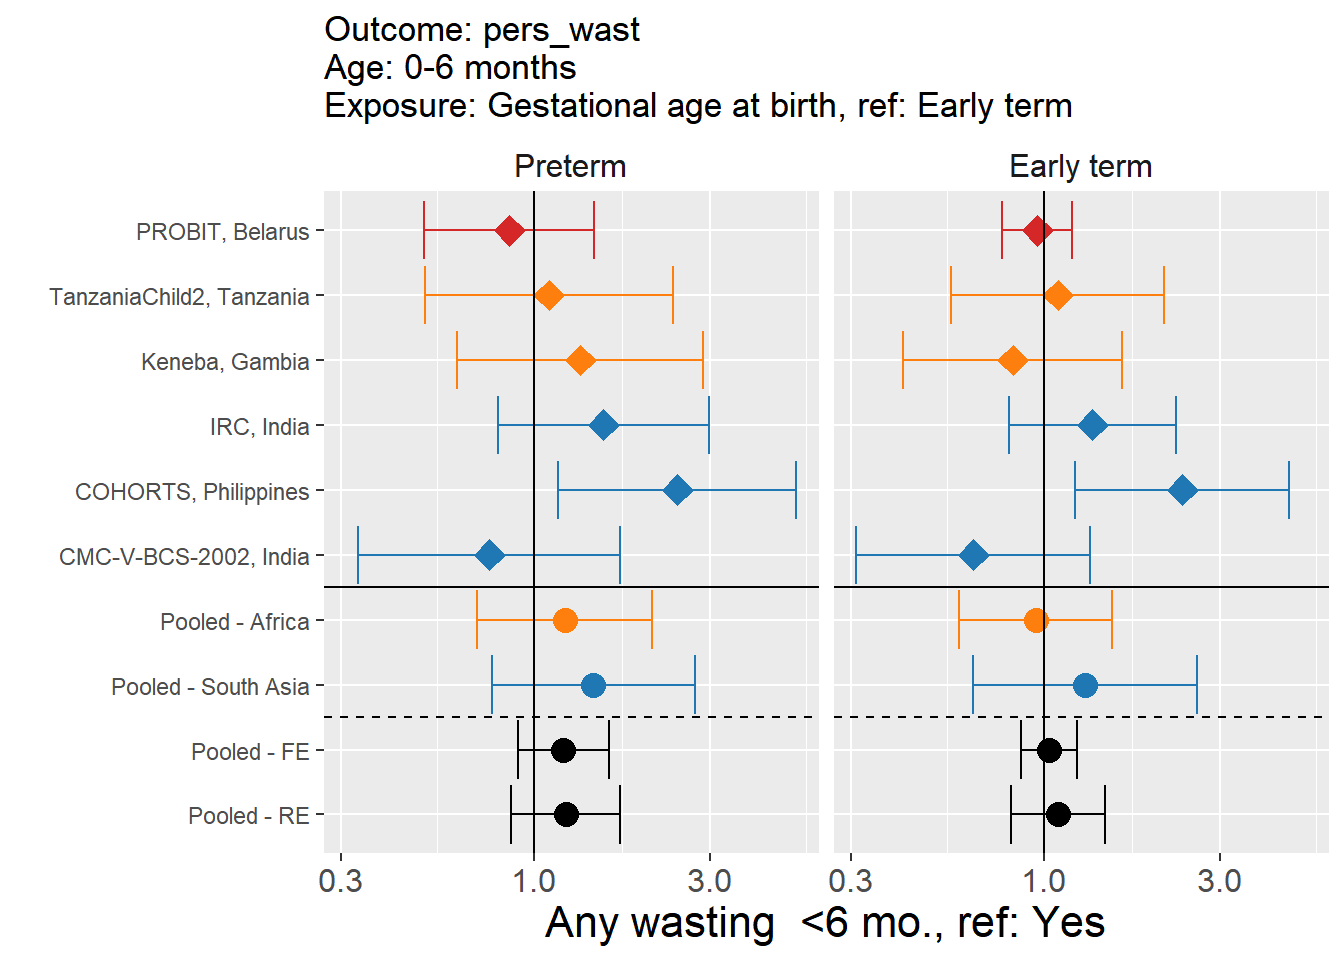 Outcome: pers_wast
Age: 0-6 months
Exposure: Gestational age at birth, ref: Early term
Preterm
Early term
PROBIT, Belarus
TanzaniaChild2, Tanzania
Keneba, Gambia
IRC, India
COHORTS, Philippines
CMC-V-BCS-2002, India
Pooled - Africa
Pooled - South Asia
Pooled - FE
Pooled - RE
0.3 1.0 3.0
0.3 1.0 3.0
Any wasting  <6 mo., ref: Yes